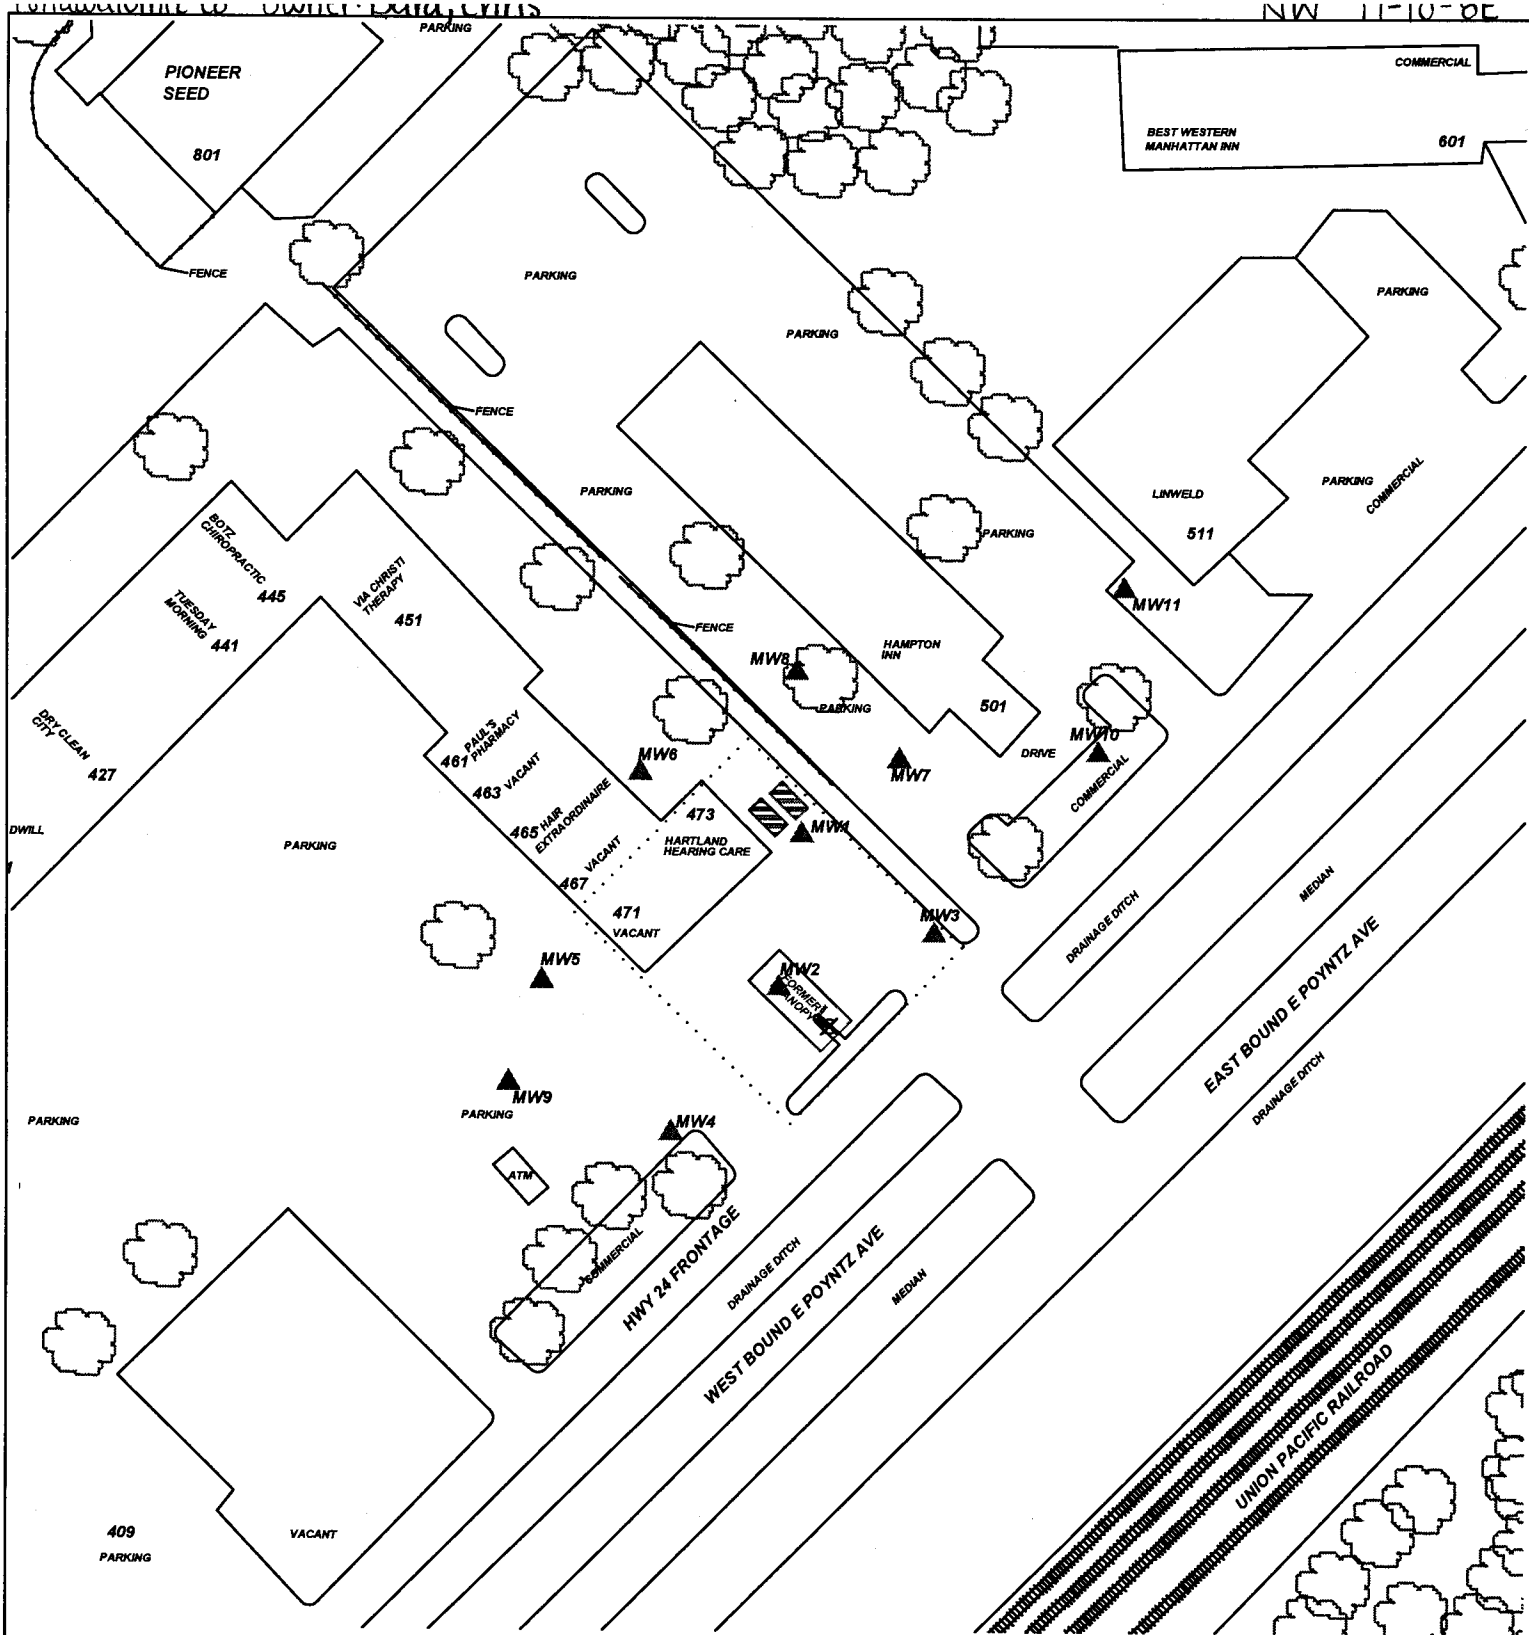 NW 11-10-8E
PARKING
PIONEER
SEED
801
COMMERCIAL
BEST WESTERN
MANHATTAN INN
601
FENCE
PARKING
PARKING
PARKING
FENCE
PARKING
LINWELD
511
PARKING
COMMERCIAL
PARKING
BOTZ
CHIROPRACTIC
445
TUESDAY
MORNING
441
VIA CHRISTI
THERAPY
451
MW11
FENCE
MW8
HAMPTON
INN
501
PARKING
DRY CLEAN
CITY
427
461 PAUL'S
PHARMACY
463 VACANT
465 HAIR
EXTRAORDINAIRE
467 VACANT
MW6
MW7
DRIVE
MW10
COMMERCIAL
473
HARTLAND
HEARING CARE
MW1
DWILL
PARKING
471
VACANT
MW3
MW5
MW2
FORMER
CANOPY
DRAINAGE DITCH
MEDIAN
EAST BOUND E POYNTZ AVE
DRAINAGE DITCH
MW9
PARKING
PARKING
MW4
ATM
COMMERCIAL
HWY 24 FRONTAGE
DRAINAGE DITCH
WEST BOUND E POYNTZ AVE
MEDIAN
UNION PACIFIC RAILROAD
409
PARKING
VACANT